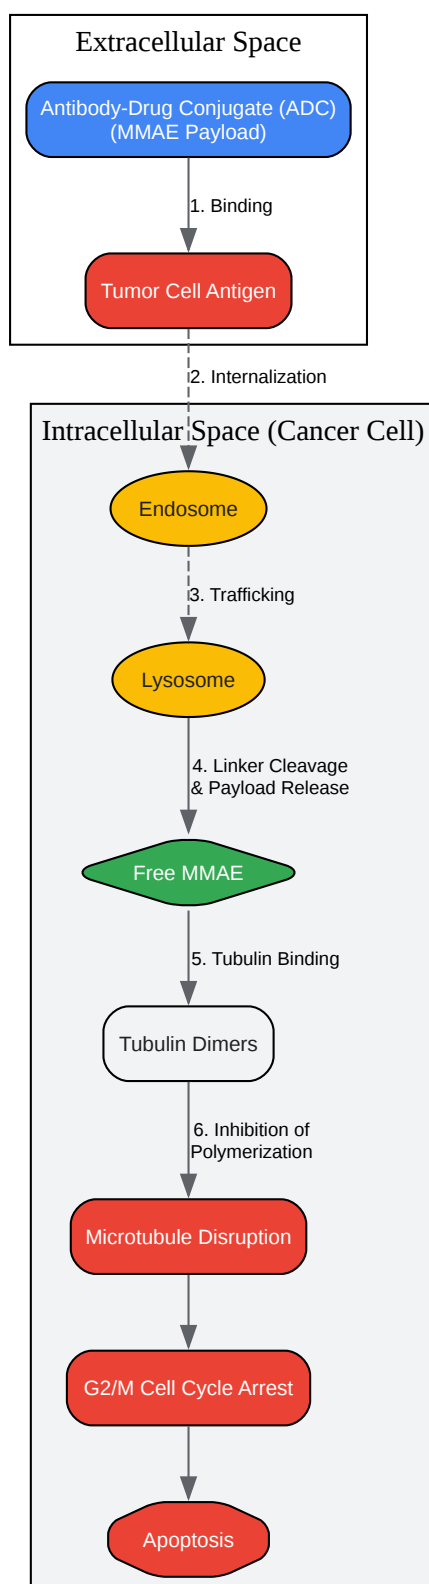 Extracellular Space
Antibody-Drug Conjugate (ADC)
(MMAE Payload)
1. Binding
Tumor Cell Antigen
2. Internalization
Intracellular Space (Cancer Cell)
Endosome
3. Trafficking
Lysosome
4. Linker Cleavage
& Payload Release
Free MMAE
5. Tubulin Binding
Tubulin Dimers
6. Inhibition of
Polymerization
Microtubule Disruption
G2/M Cell Cycle Arrest
Apoptosis